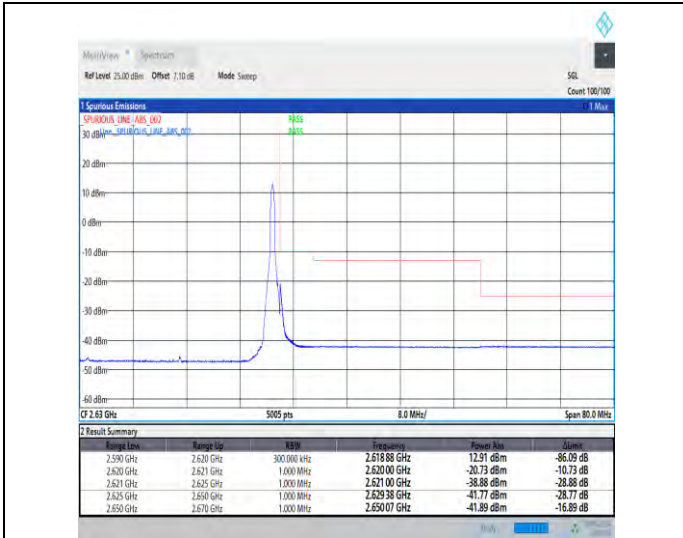 MultiView Spectrum
Ref Level 25.00 dBm Offset 7.10 dB Mode Sweep SGL
Count 100/100
1 Spurious Emissions 1 Max
SPURIOUS_LINE_ABS_002 PASS
30 dBm Line _SPURIOUS_LINE_ABS_002 PASS
20 dBm
10 dBm
0 dBm
-10 dBm
-20 dBm
-30 dBm
-40 dBm
-50 dBm
-60 dBm
CF 2.63 GHz 5005 pts 8.0 MHz/ Span 80.0 MHz
2 Result Summary
Range Low Range Up RBW Frequency Power Abs ΔLimit
2.590 GHz 2.620 GHz 300.000 kHz 2.618 88 GHz 12.91 dBm -86.09 dB
2.620 GHz 2.621 GHz 1.000 MHz 2.620 00 GHz -20.73 dBm -10.73 dB
2.621 GHz 2.625 GHz 1.000 MHz 2.621 00 GHz -38.88 dBm -28.88 dB
2.625 GHz 2.650 GHz 1.000 MHz 2.629 38 GHz -41.77 dBm -28.77 dB
2.650 GHz 2.670 GHz 1.000 MHz 2.650 07 GHz -41.89 dBm -16.89 dB